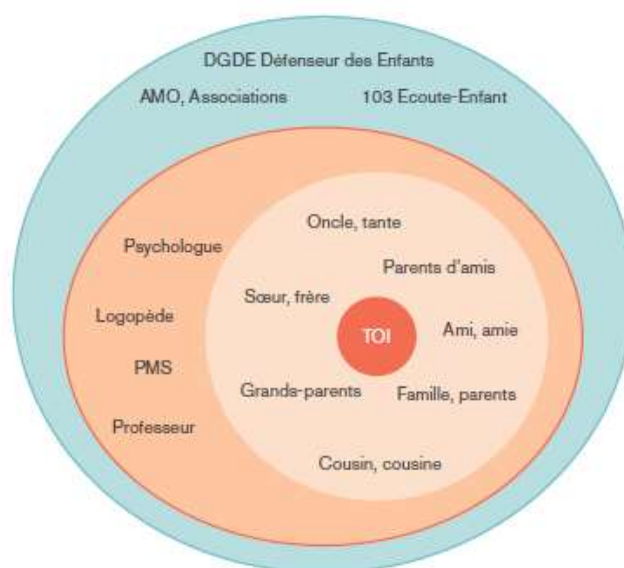 DGDE Défenseur des Enfants
AMO, Associations
103 Ecoute-Enfant
Oncle, tante
Psychologue
Parents d'amis
Sœur, frère
Logopède
TOI
Ami, amie
PMS
Grands-parents
Famille, parents
Professeur
Cousin, cousine